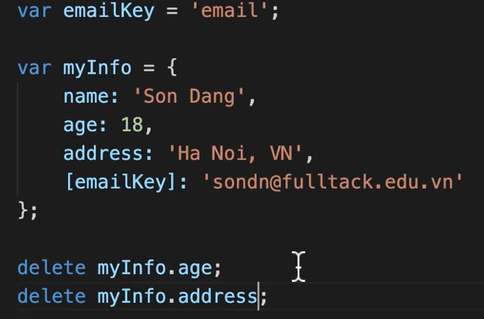 var emailKey = 'email';
var myInfo = {
name: 'Son Dang',
age: 18,
address: 'Ha Noi, VN',
[emailKey]: 'sondn@fulltack.edu.vn'
};
delete myInfo.age;
delete myInfo.address;